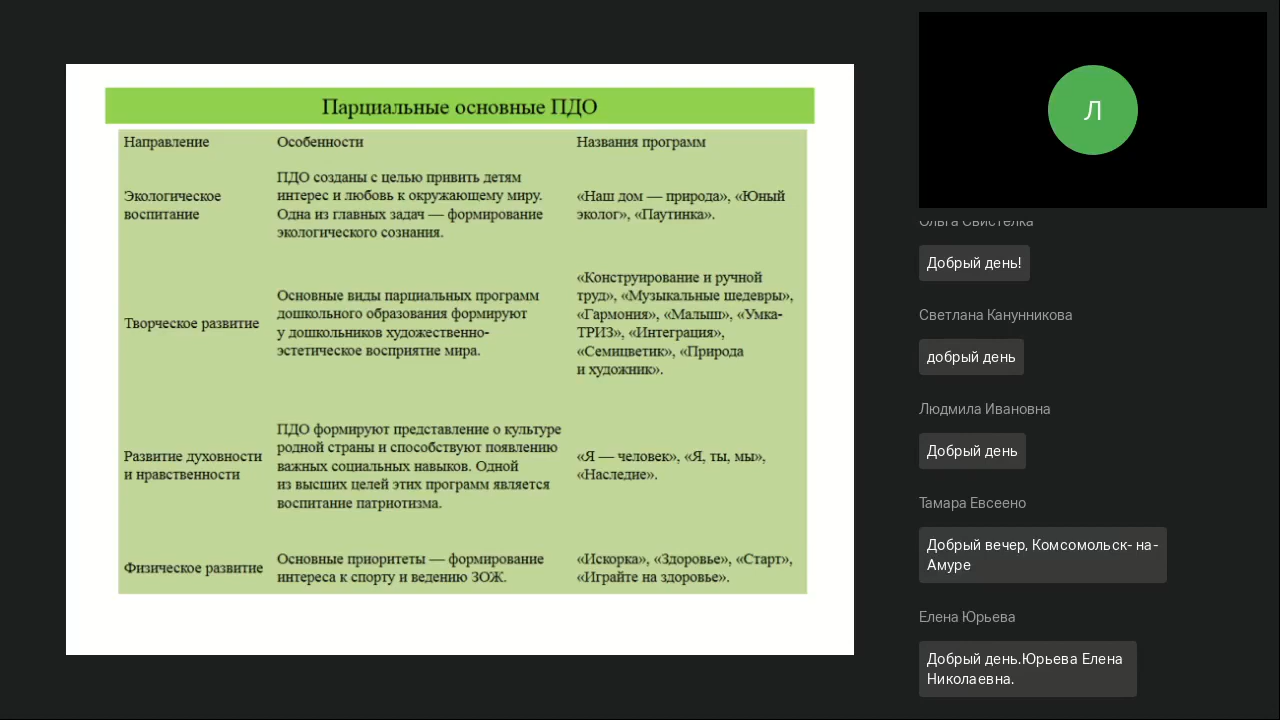 Парциальные основные ПДО
Направление
Особенности
Названия программ
Экологическое
воспитание
ПДО созданы с целью привить детям
интерес и любовь к окружающему миру.
Одна из главных задач — формирование
экологического сознания.
«Наш дом — природа», «Юный
эколог», «Паутинка».
Творческое развитие
Основные виды парциальных программ
дошкольного образования формируют
у дошкольников художественно-
эстетическое восприятие мира.
«Конструирование и ручной
труд», «Музыкальные шедевры»,
«Гармония», «Малыш», «Умка-
ТРИЗ», «Интеграция»,
«Семицветик», «Природа
и художник».
Развитие духовности
и нравственности
ПДО формируют представление о культуре
родной страны и способствуют появлению
важных социальных навыков. Одной
из высших целей этих программ является
воспитание патриотизма.
«Я — человек», «Я, ты, мы»,
«Наследие».
Физическое развитие
Основные приоритеты — формирование
интереса к спорту и ведению ЗОЖ.
«Искорка», «Здоровье», «Старт»,
«Играйте на здоровье».
Л
Ольга Свистелка
Добрый день!
Светлана Канунникова
добрый день
Людмила Ивановна
Добрый день
Тамара Евсеено
Добрый вечер, Комсомольск- на-
Амуре
Елена Юрьева
Добрый день.Юрьева Елена
Николаевна.